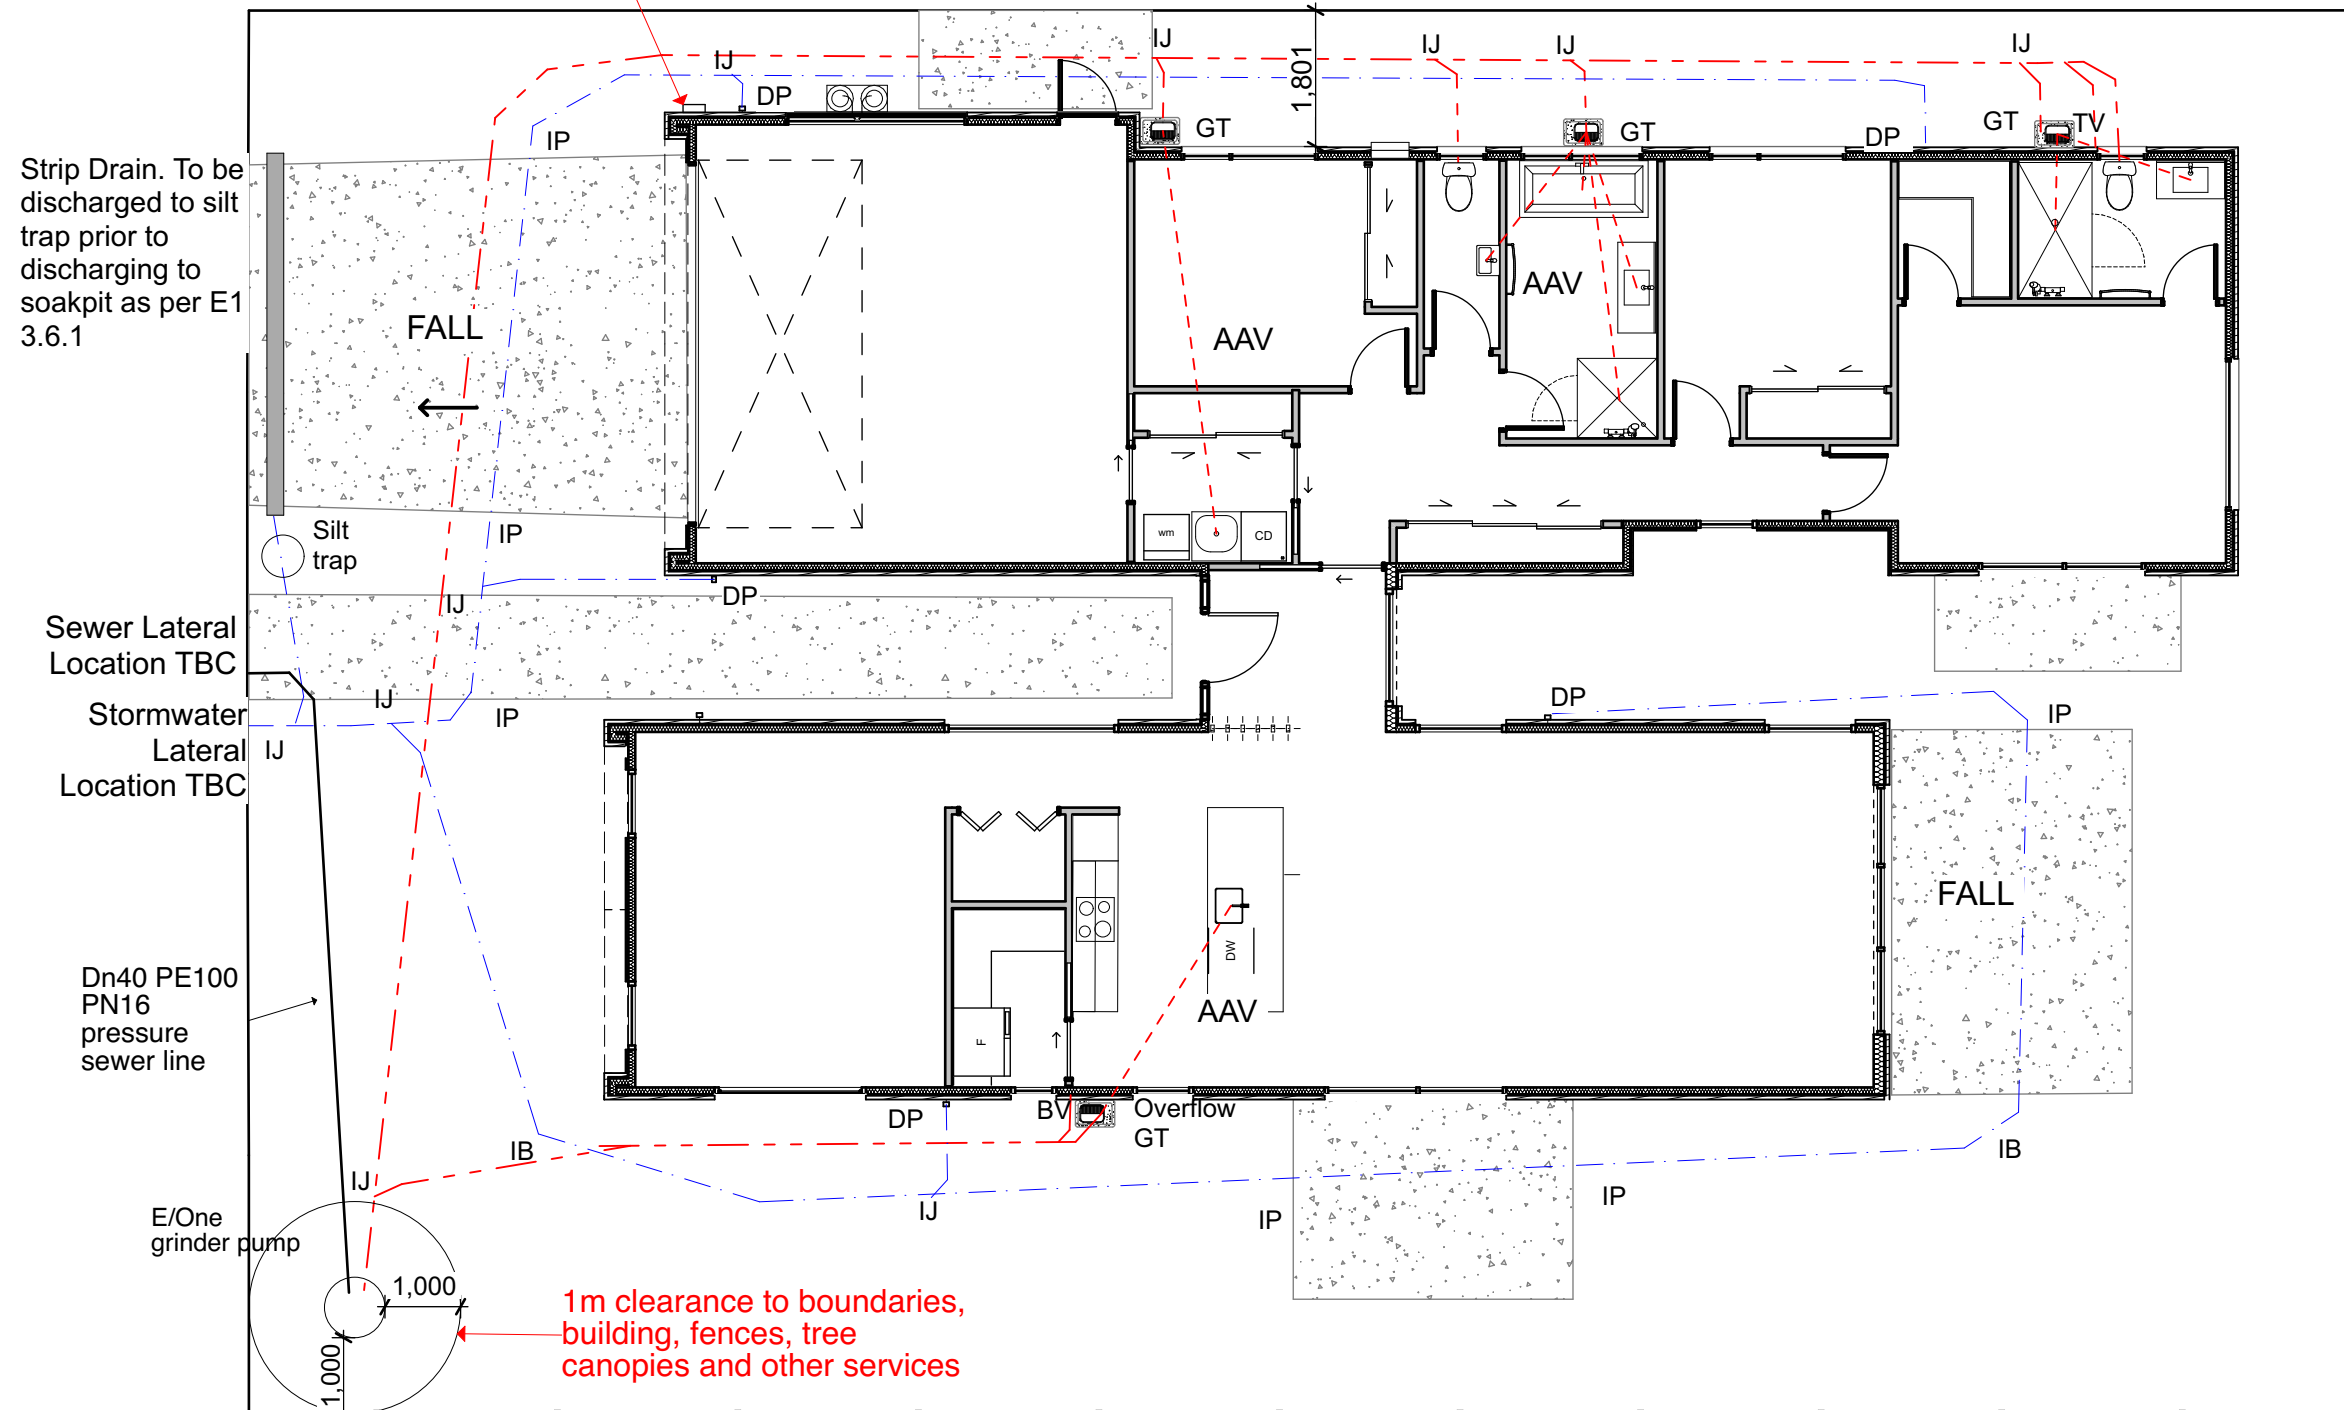 IJ
IJ
IJ
IJ
IJ
1,801
DP
GT
GT
DP
GT
TV
IP
Strip Drain. To be
discharged to silt
trap prior to
discharging to
soakpit as per E1
3.6.1
FALL
AAV
AAV
wm
CD
Silt
trap
IP
DP
IJ
Sewer Lateral
Location TBC
IJ
IP
Stormwater
Lateral
Location TBC
IJ
DP
IP
FALL
DW
AAV
Dn40 PE100
PN16
pressure
sewer line
F
DP
BV
Overflow
GT
IB
IB
IJ
IJ
IP
IP
E/One
grinder pump
1,000
1,000
1m clearance to boundaries,
building, fences, tree
canopies and other services